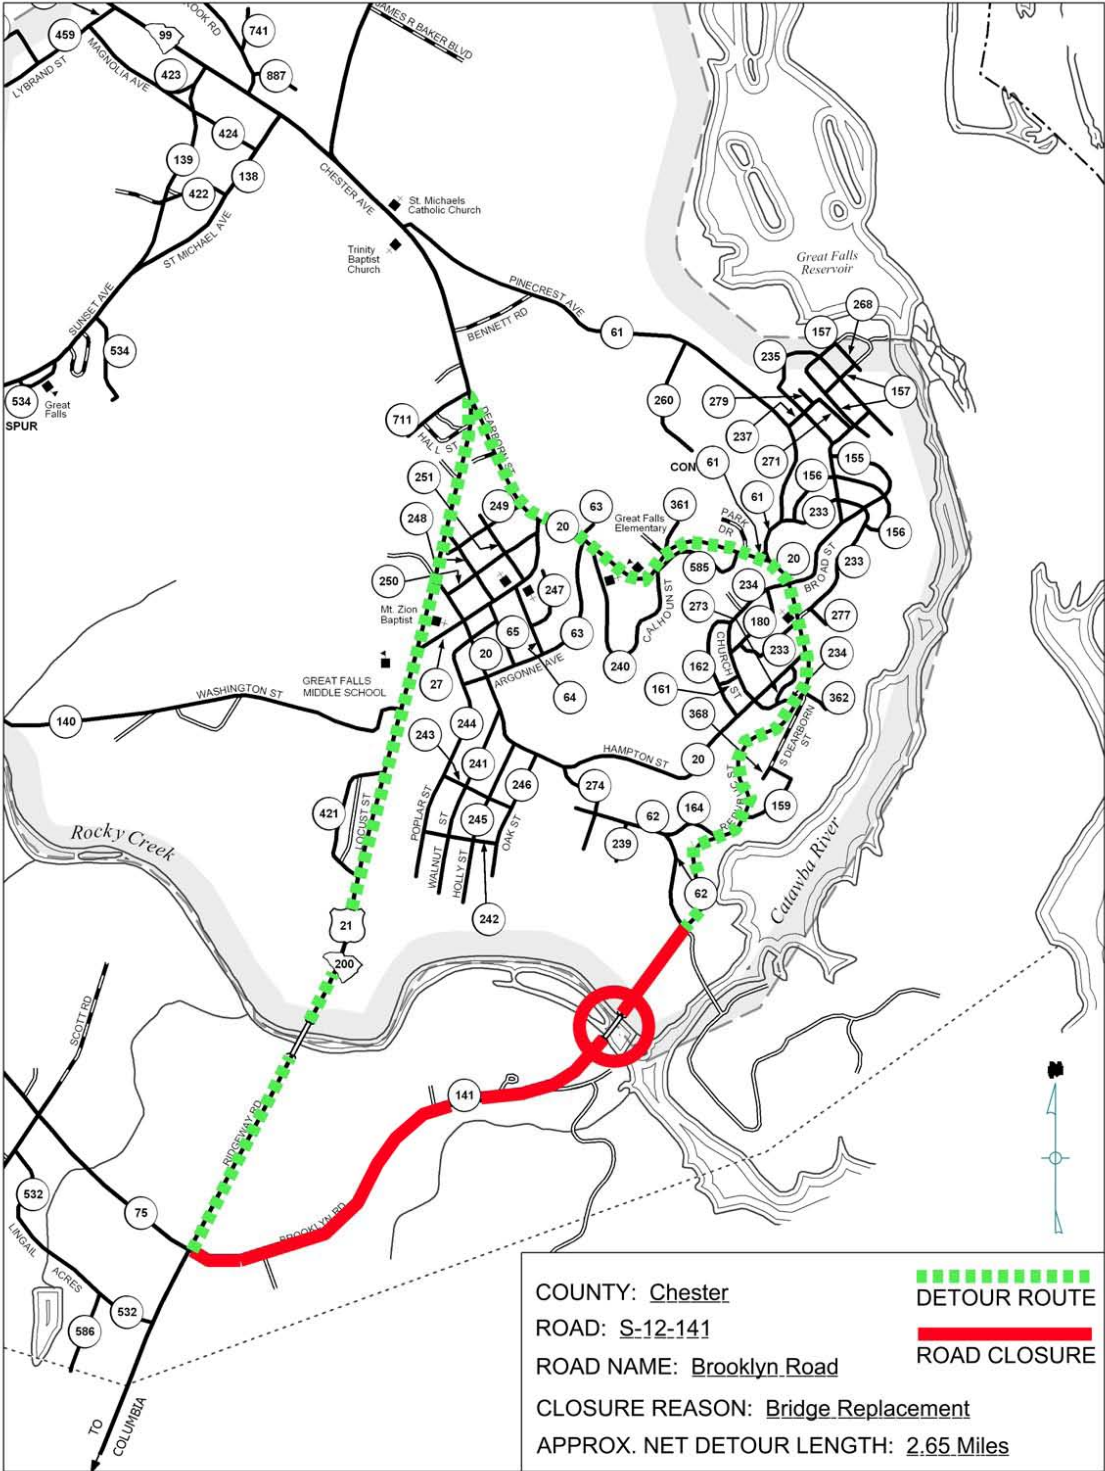 459
LYBRAND ST
MAGNOLIA AVE
99
741
JAMES R BAKER BLVD
423
887
424
139
138
422
CHESTER AVE
ST MICHAEL AVE
St. Michaels
Catholic Church
Trinity
Baptist
Church
Great Falls
Reservoir
PINECREST AVE
BENNETT RD
SUNSET AVE
534
534
SPUR
Great
Falls
61
268
157
235
157
260
279
237
271
711
HALL ST
DEARBORN ST
CON
61
155
156
251
249
63
361
61
233
156
248
20
Great Falls
Elementary
PARK
DR
20
BROAD ST
233
250
585
234
247
CALHOUN ST
273
180
277
Mt. Zion
Baptist
65
63
CHURCH ST
233
234
20
240
162
ARGONNE AVE
GREAT FALLS
MIDDLE SCHOOL
27
64
161
362
WASHINGTON ST
140
368
S DEARBORN
ST
244
243
HAMPTON ST
20
241
246
274
REPUBLIC ST
159
421
LOCUST ST
POPLAR ST
245
62
164
OAK ST
239
WALNUT
ST
HOLLY ST
Rocky Creek
Catawba River
242
62
21
200
SCOTT RD
141
RIDGEWAY RD
532
75
BROOKLYN RD
LINGAIL
ACRES
532
586
TO
COLUMBIA
COUNTY: Chester
ROAD: S-12-141
ROAD NAME: Brooklyn Road
CLOSURE REASON: Bridge Replacement
APPROX. NET DETOUR LENGTH: 2.65 Miles
DETOUR ROUTE
ROAD CLOSURE